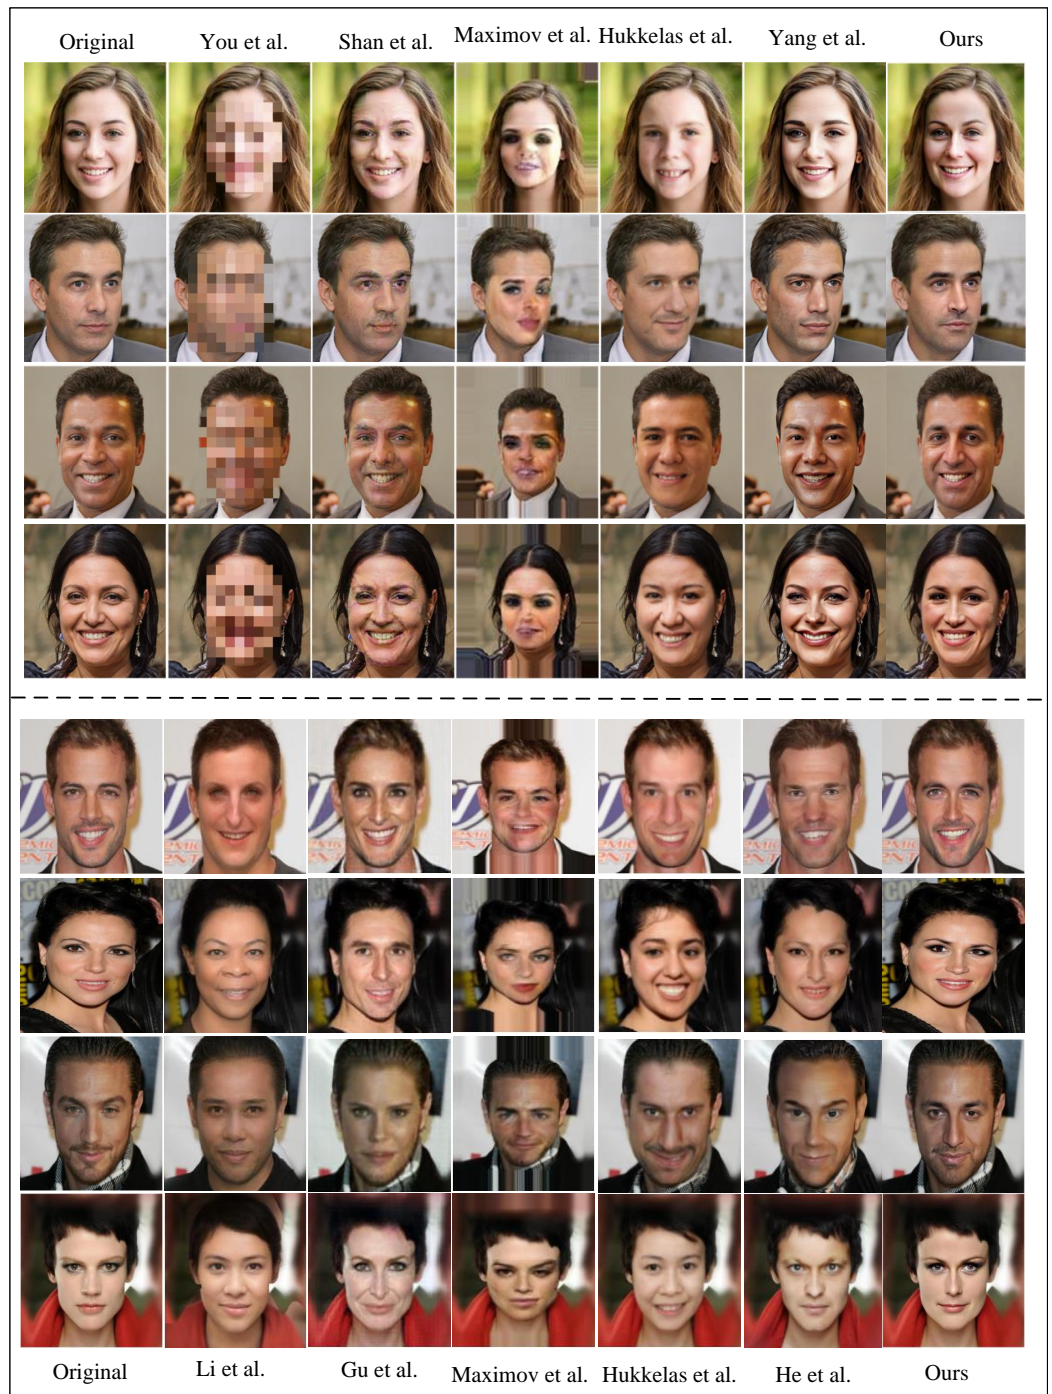 Original You et al. Shan et al. Maximov et al. Hukkelas et al. Yang et al. Ours
Original Li et al. Gu et al. Maximov et al. Hukkelas et al. He et al. Ours